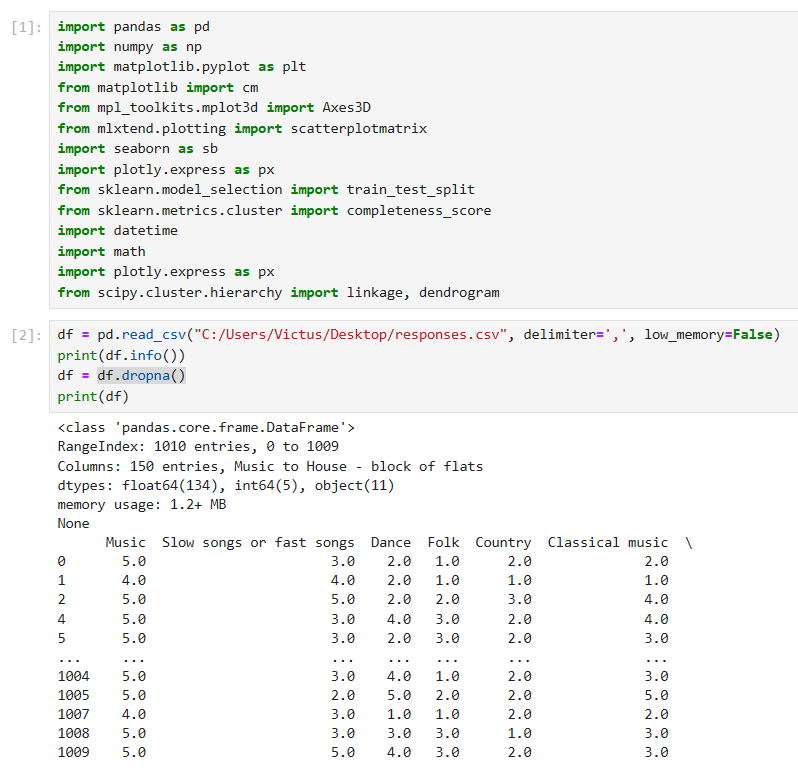 [1]: import pandas as pd
import numpy as np
import matplotlib.pyplot as plt
from matplotlib import cm
from mpl_toolkits.mplot3d import Axes3D
from mlxtend.plotting import scatterplotmatrix
import seaborn as sb
import plotly.express as px
from sklearn.model_selection import train_test_split
from sklearn.metrics.cluster import completeness_score
import datetime
import math
import plotly.express as px
from scipy.cluster.hierarchy import linkage, dendrogram
[2]: df = pd.read_csv("C:/Users/Victus/Desktop/responses.csv", delimiter=',', low_memory=False)
print(df.info())
df = df.dropna()
print(df)
<class 'pandas.core.frame.DataFrame'>
RangeIndex: 1010 entries, 0 to 1009
Columns: 150 entries, Music to House - block of flats
dtypes: float64(134), int64(5), object(11)
memory usage: 1.2+ MB
None
      Music  Slow songs or fast songs  Dance  Folk  Country  Classical music  \
0       5.0                       3.0    2.0   1.0      2.0              2.0
1       4.0                       4.0    2.0   1.0      1.0              1.0
2       5.0                       5.0    2.0   2.0      3.0              4.0
4       5.0                       3.0    4.0   3.0      2.0              4.0
5       5.0                       3.0    2.0   3.0      2.0              3.0
...     ...                       ...    ...   ...      ...              ...
1004    5.0                       3.0    4.0   1.0      2.0              3.0
1005    5.0                       2.0    5.0   2.0      2.0              5.0
1007    4.0                       3.0    1.0   1.0      2.0              2.0
1008    5.0                       3.0    3.0   3.0      1.0              3.0
1009    5.0                       5.0    4.0   3.0      2.0              3.0